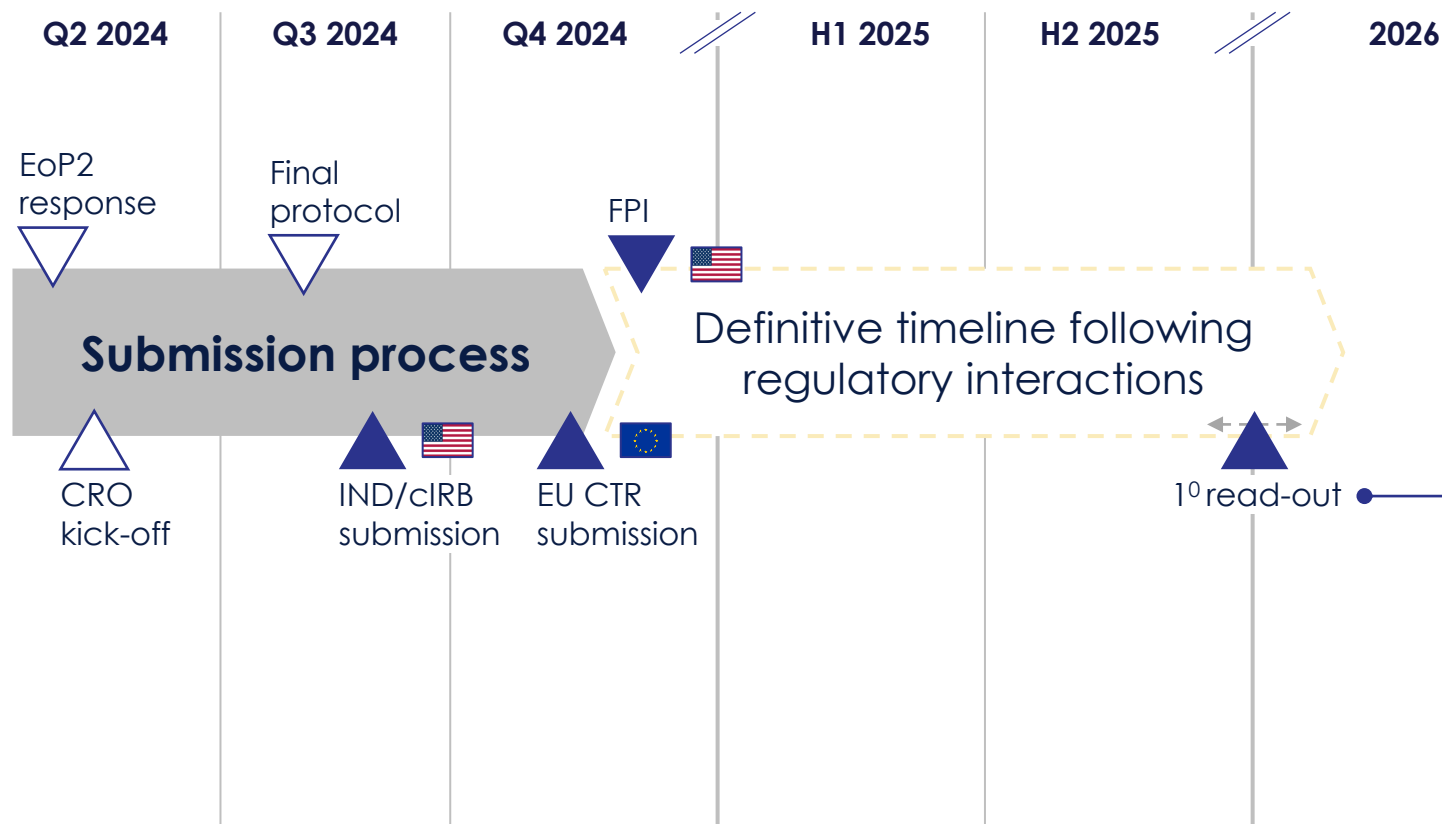 Q2 2024
Q3 2024
Q4 2024
H1 2025
H2 2025
2026
EoP2
response
Final
protocol
FPI
Submission process
Definitive timeline following
regulatory interactions
CRO
kick-off
IND/cIRB
submission
EU CTR
submission
1⁰ read-out